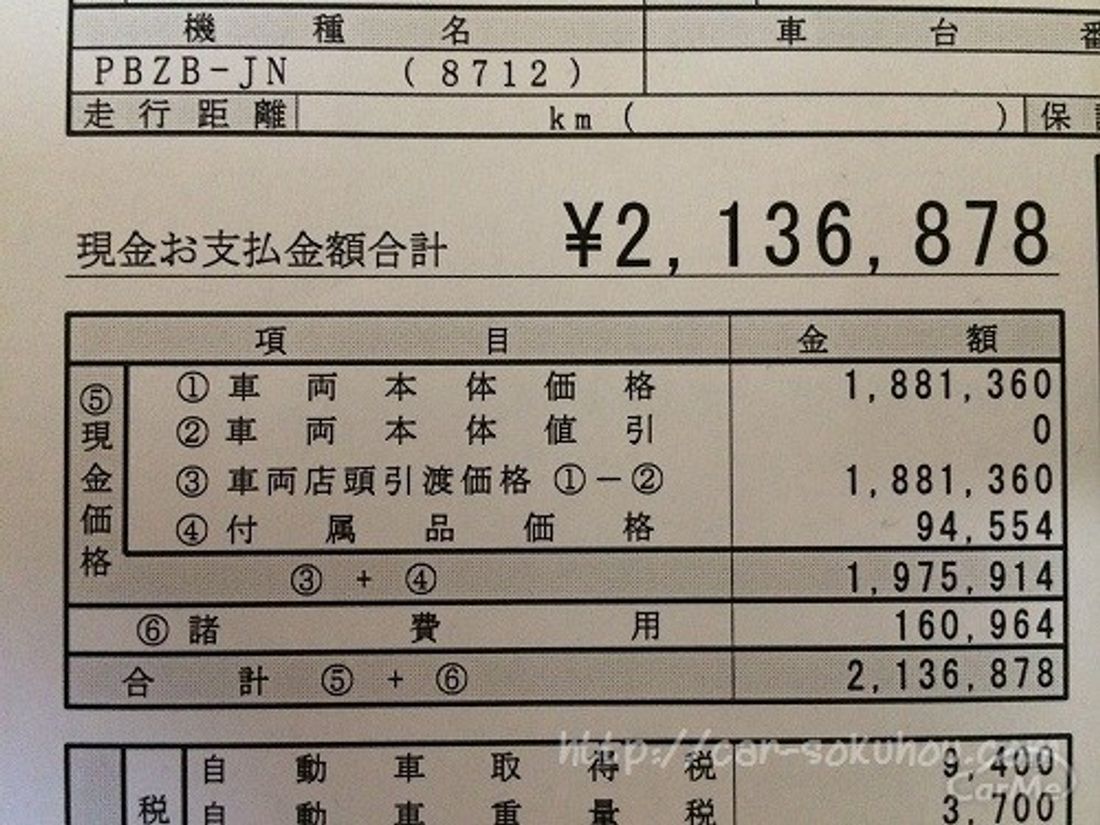 機種名 車台番
PBZB-JN (8712)
走行距離 km ( ) 保
現金お支払金額合計 ¥2,136,878
項目 金額
⑤現金価格
①車両本体価格 1,881,360
②車両本体値引 0
③車両店頭引渡価格 ①－② 1,881,360
④付属品価格 94,554
③ + ④ 1,975,914
⑥諸費用 160,964
合計 ⑤ + ⑥ 2,136,878
税
自動車取得税 9,400
自動車重量税 3,700
http://car-sokuhou.com
CarMe